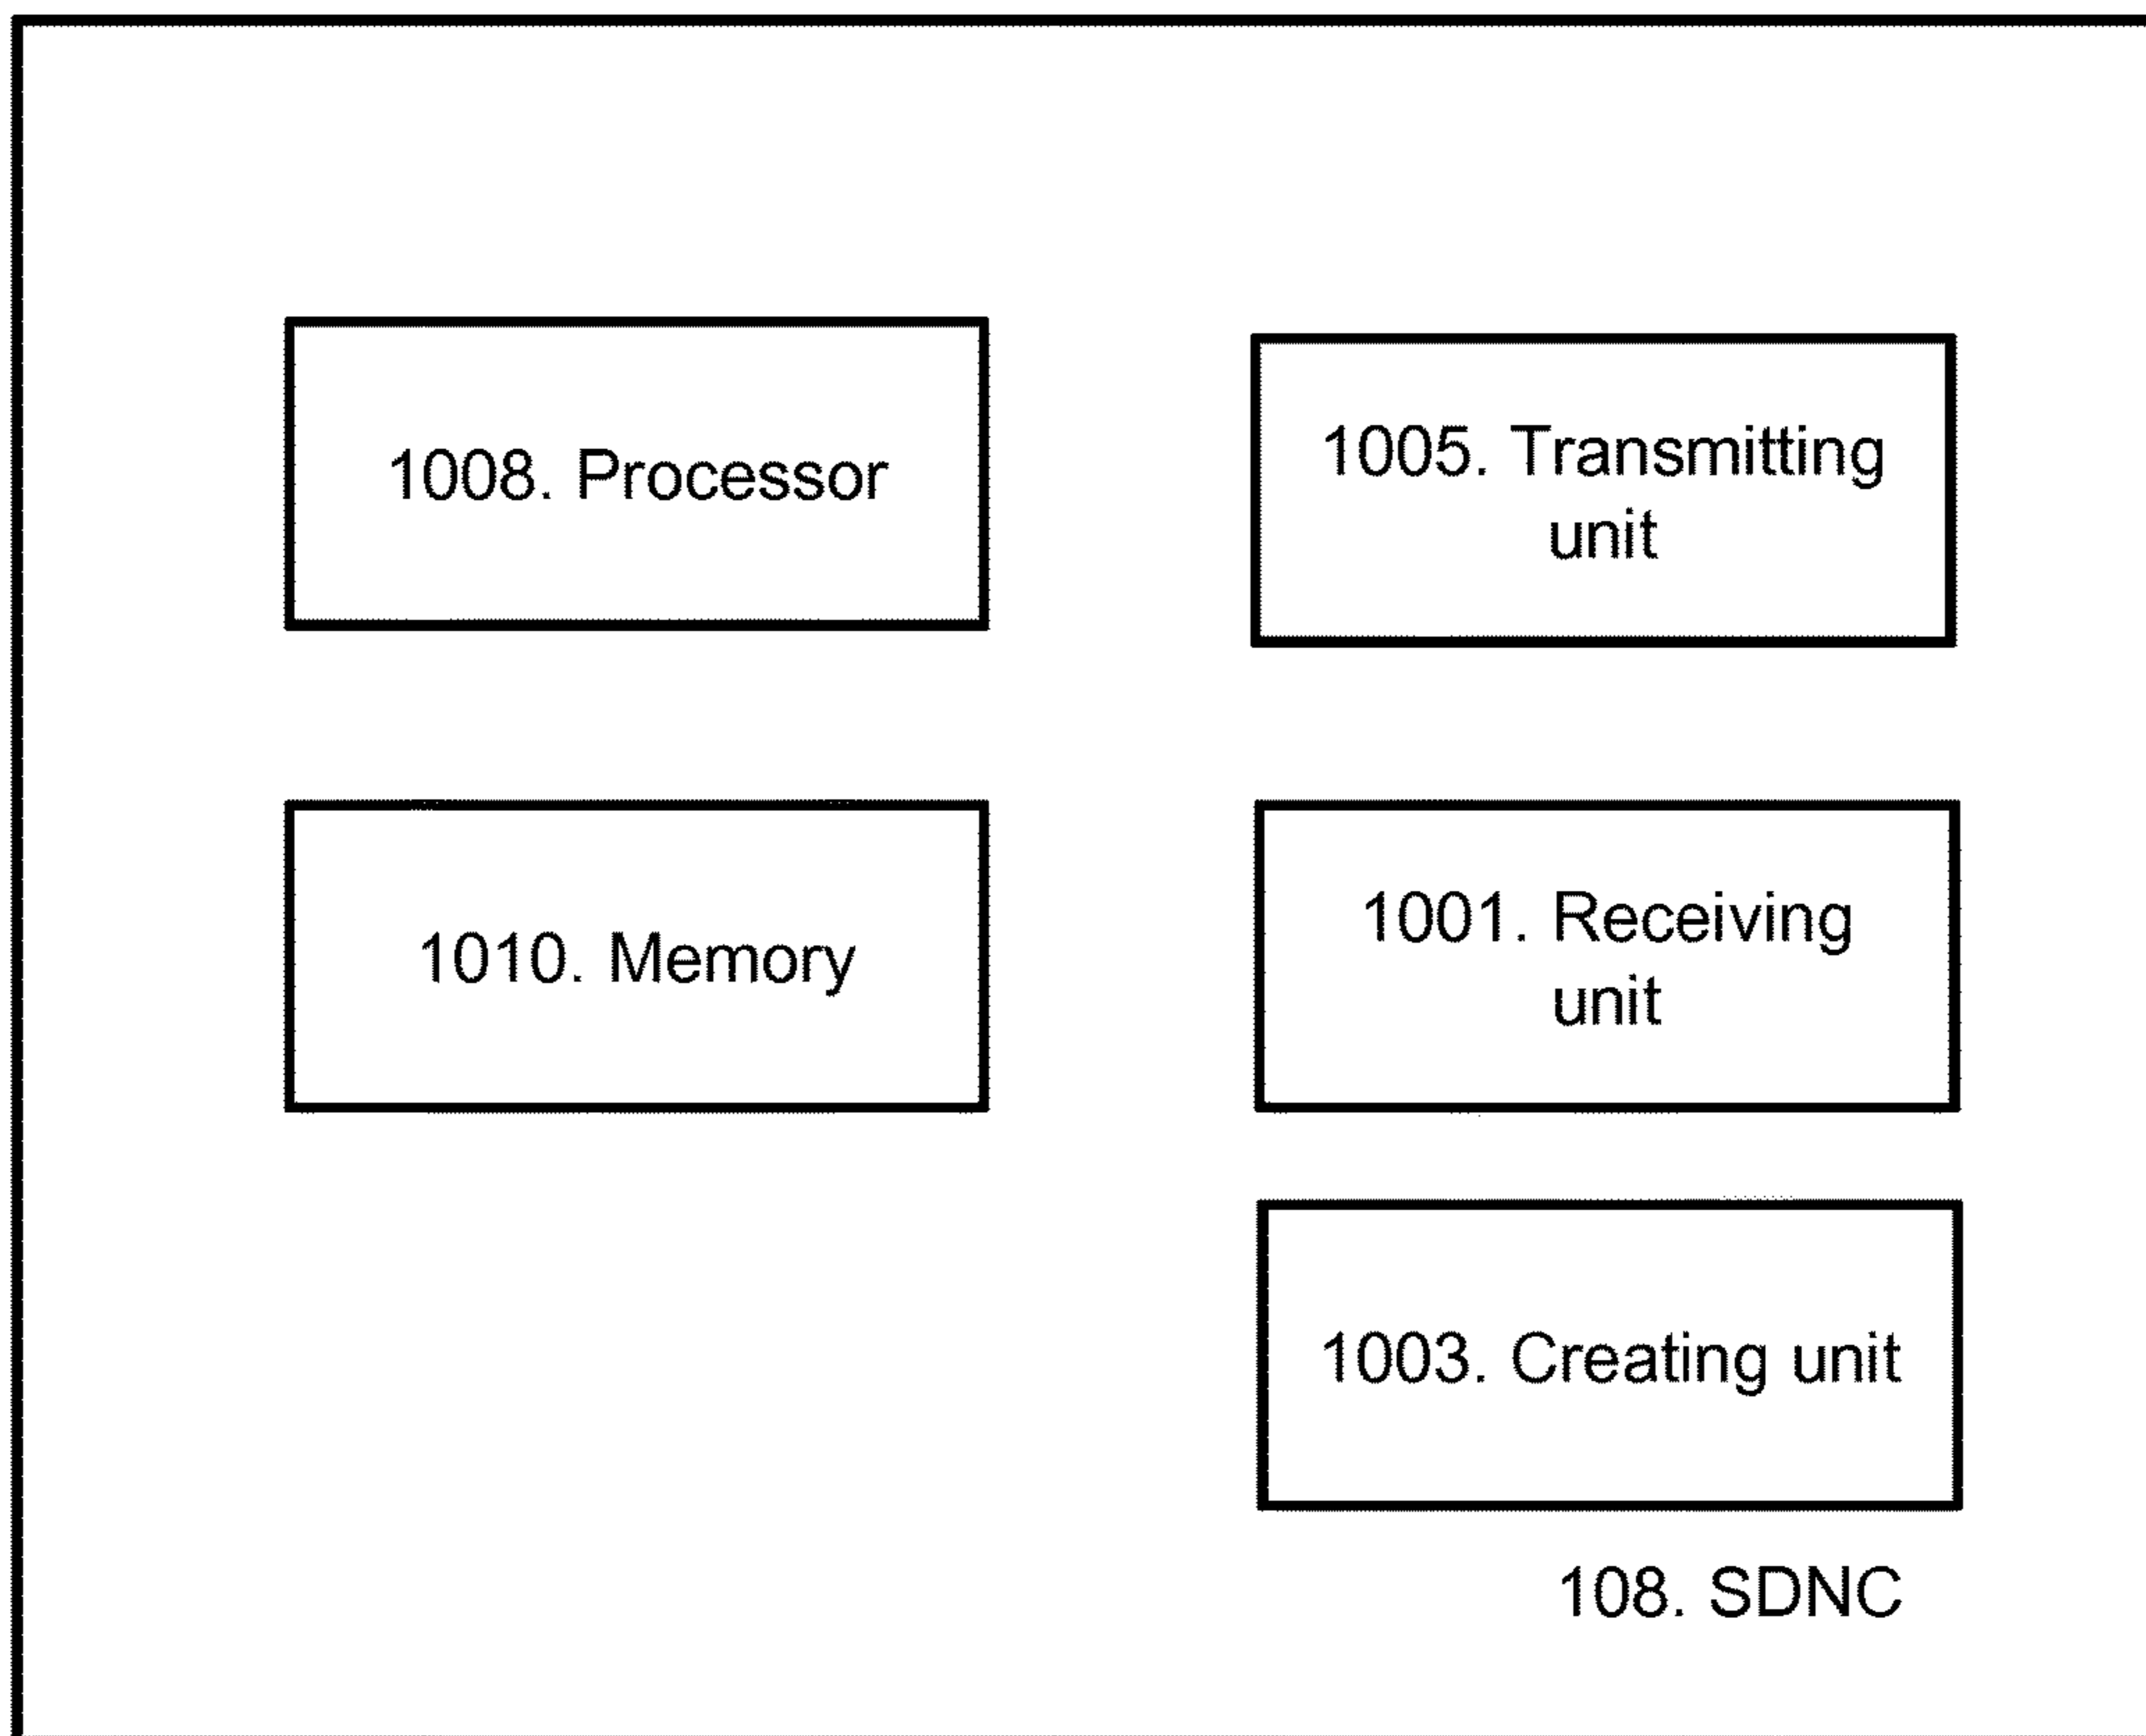 1008. Processor
1005. Transmitting
unit
1010. Memory
1001. Receiving
unit
1003. Creating unit
108. SDNC